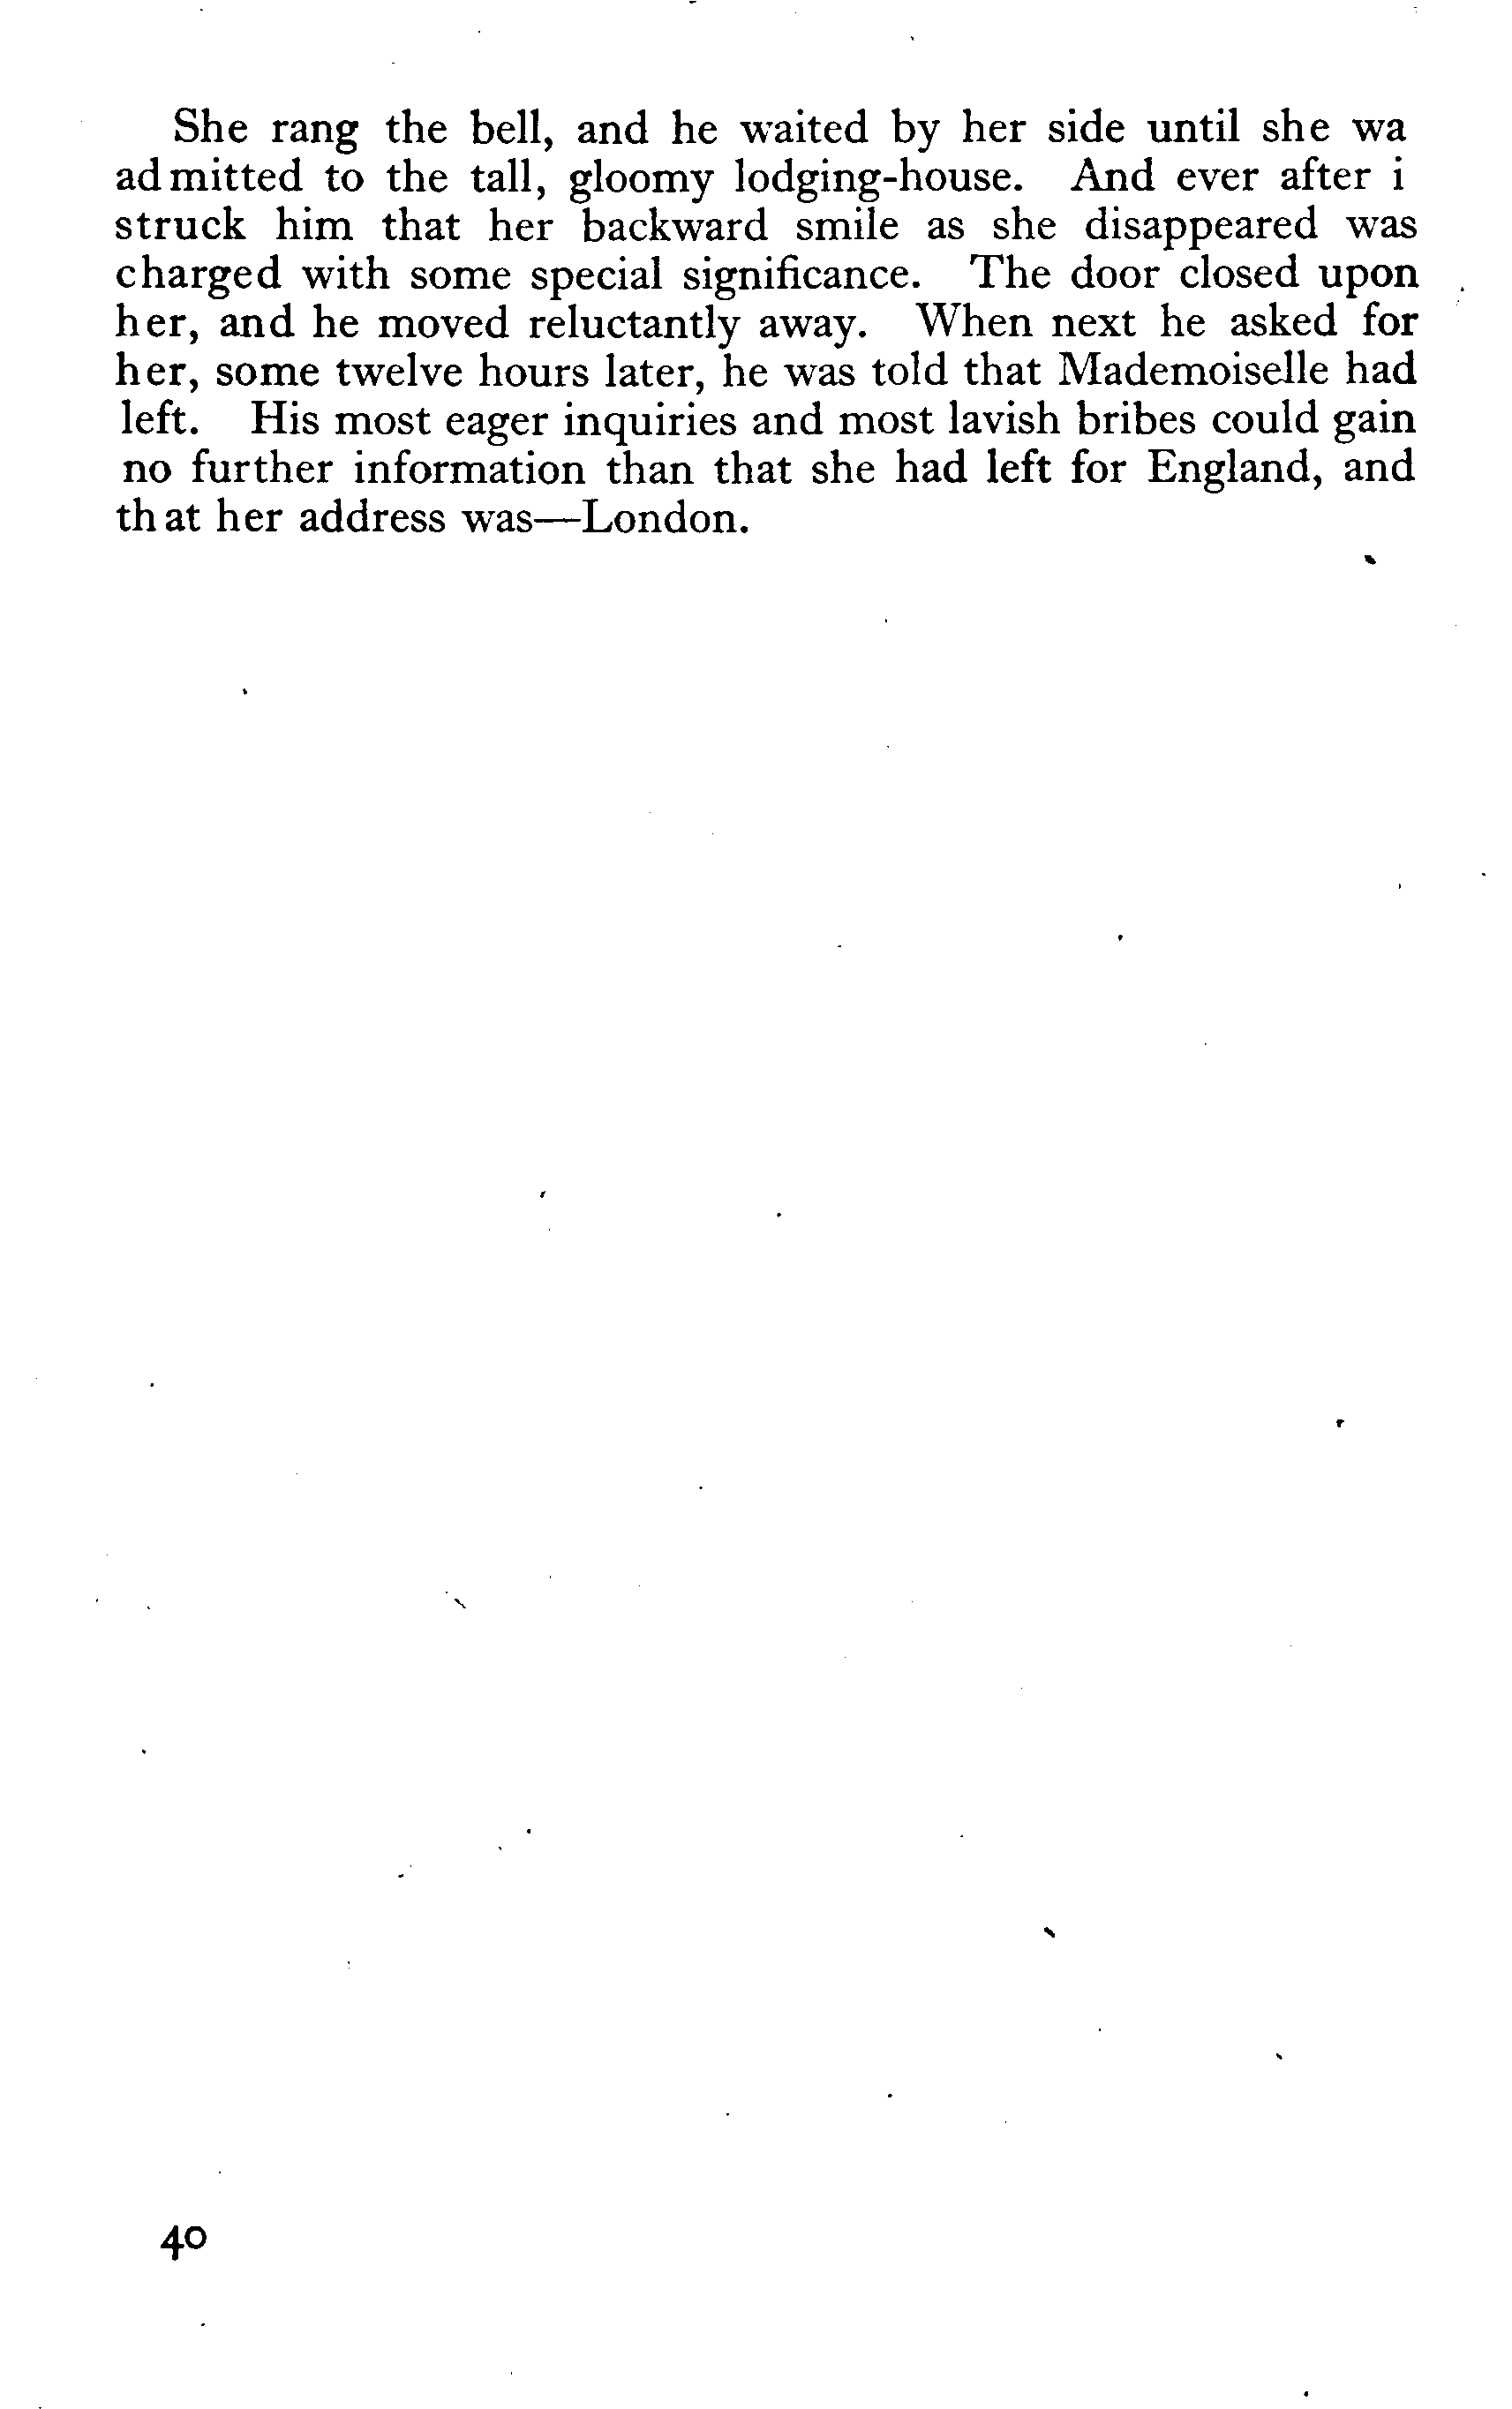 She rang the bell, and he waited by her side until she wa
admitted to the tall, gloomy lodging-house. And ever after i
struck him that her backward smile as she disappeared was
charged with some special significance. The door closed upon
her, and he moved reluctantly away. When next he asked for
her, some twelve hours later, he was told that Mademoiselle had
left. His most eager inquiries and most lavish bribes could gain
no further information than that she had left for England, and
that her address was—London.
40